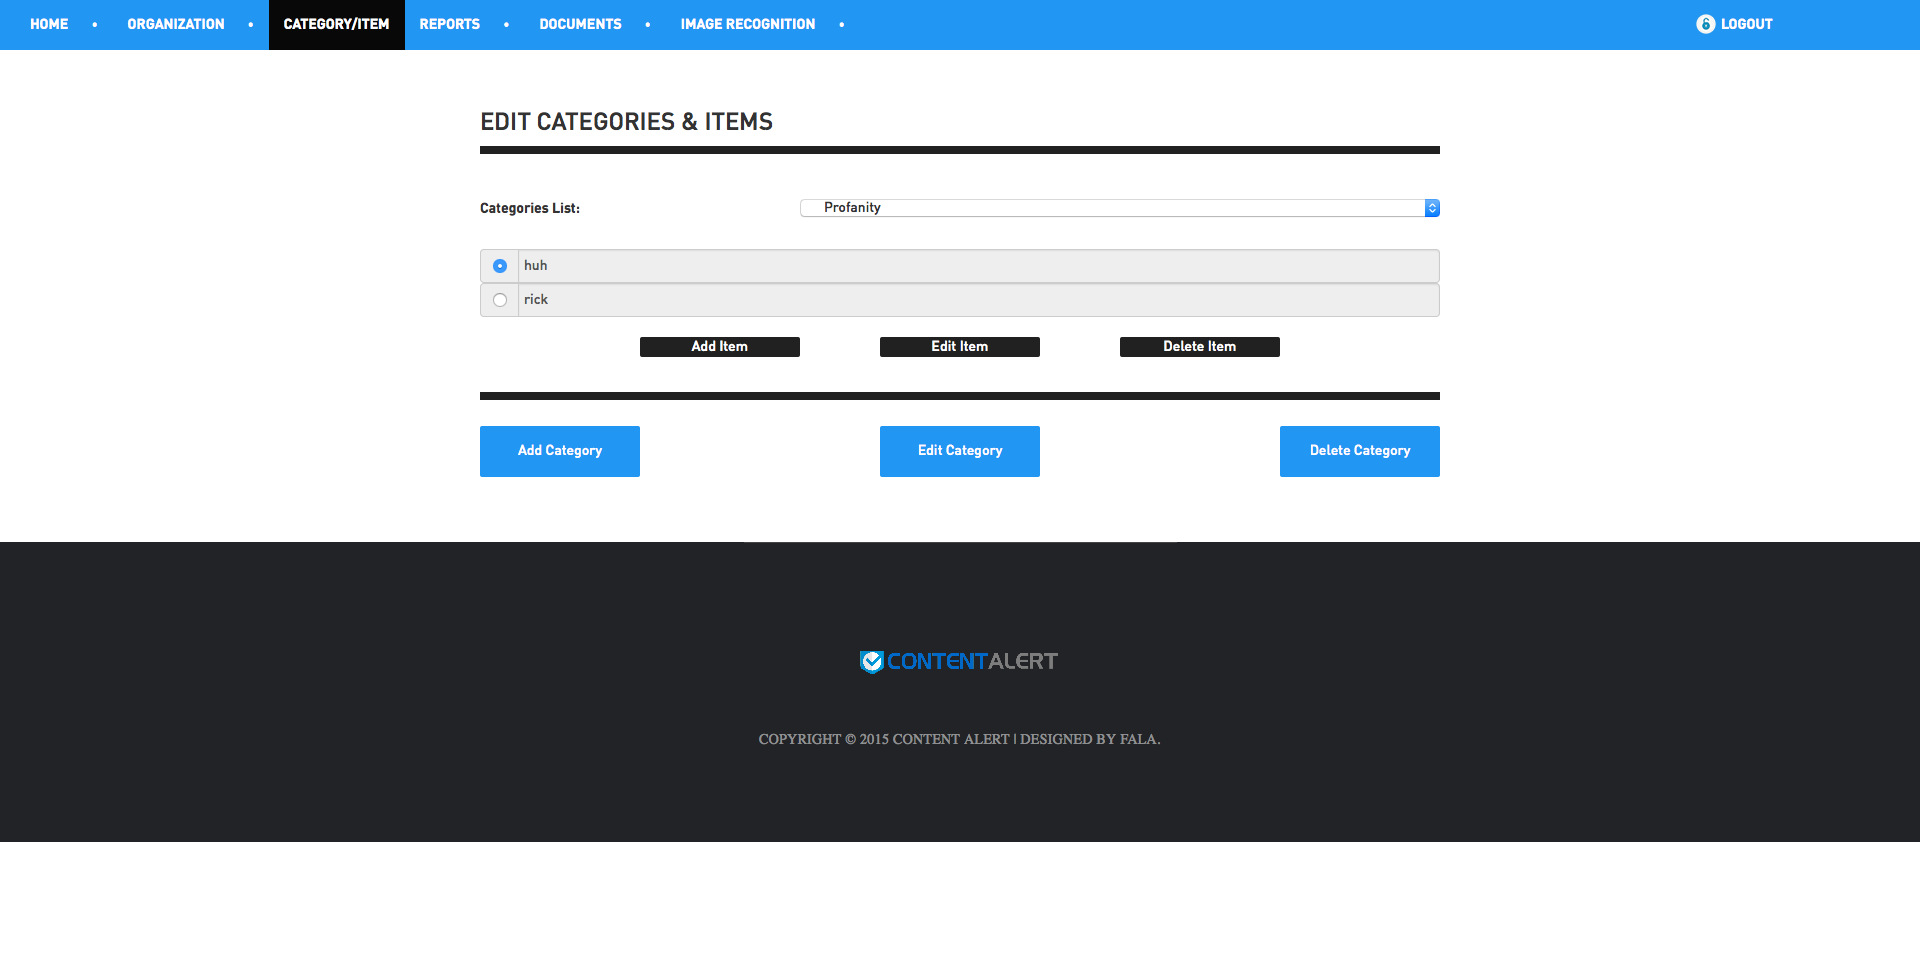 HOME • ORGANIZATION • CATEGORY/ITEM REPORTS • DOCUMENTS • IMAGE RECOGNITION • LOGOUT
EDIT CATEGORIES & ITEMS
Categories List: Profanity
huh
rick
Add Item Edit Item Delete Item
Add Category Edit Category Delete Category
CONTENTALERT
COPYRIGHT © 2015 CONTENT ALERT | DESIGNED BY FALA.